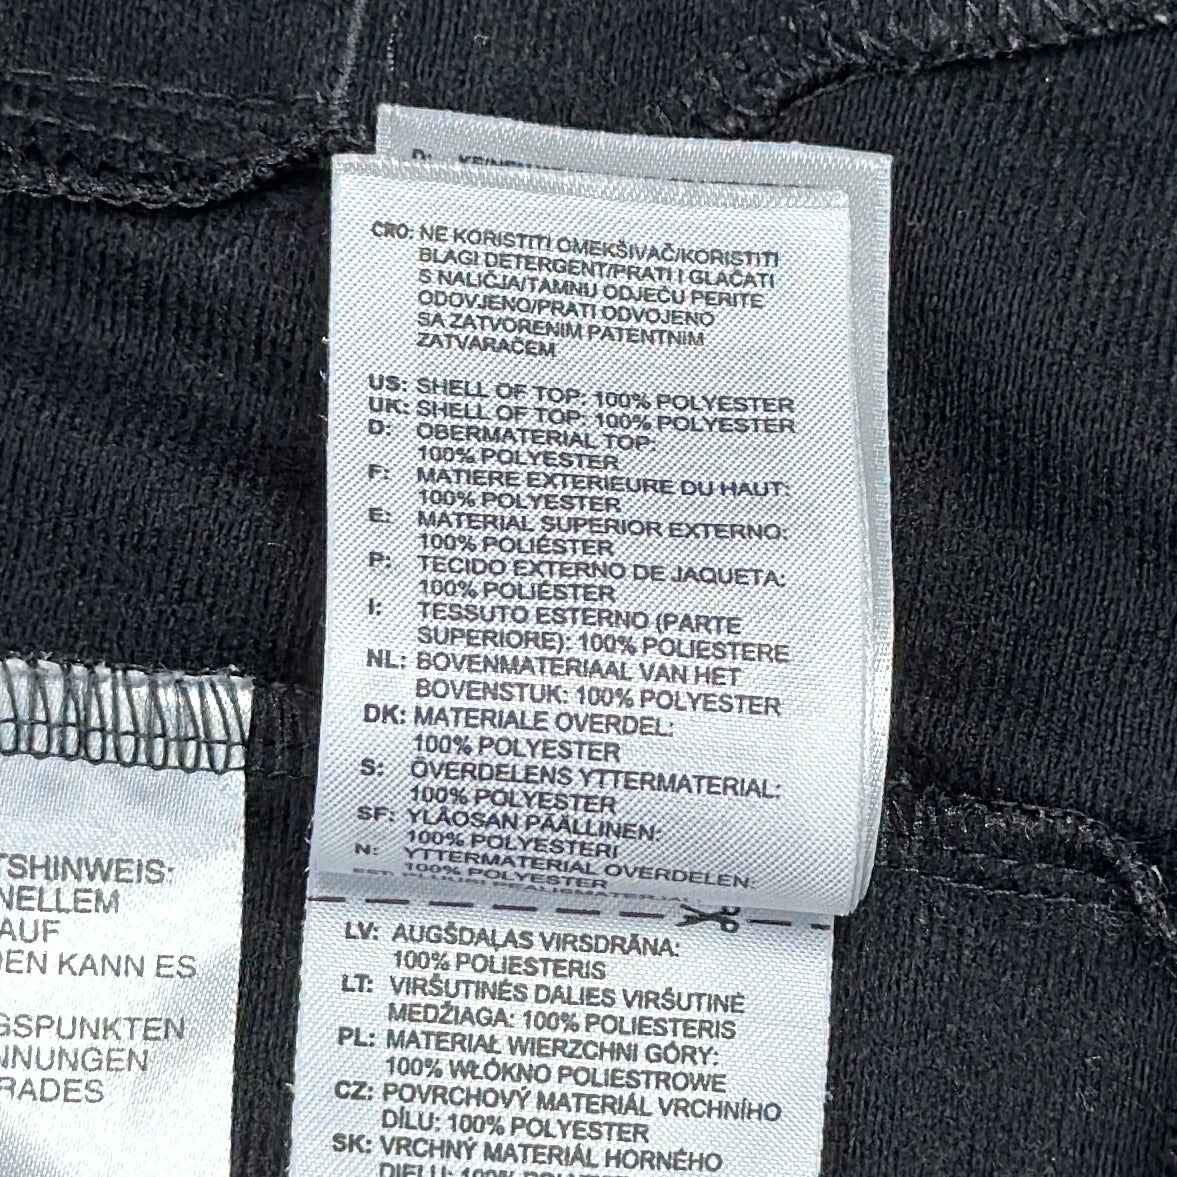 D:
CRO: NE KORISTITI OMEKŠIVAČ/KORISTITI
BLAGI DETERGENT/PRATI I GLAČATI
S NALIČJA/TAMNU ODJEĆU PERITE
ODOVJENO/PRATI ODVOJENO
SA ZATVORENIM PATENTNIM
ZATVARAČEM
US: SHELL OF TOP: 100% POLYESTER
UK: SHELL OF TOP: 100% POLYESTER
D: OBERMATERIAL TOP:
100% POLYESTER
F: MATIERE EXTERIEURE DU HAUT:
100% POLYESTER
E: MATERIAL SUPERIOR EXTERNO:
100% POLIÉSTER
P: TECIDO EXTERNO DE JAQUETA:
100% POLIÉSTER
I: TESSUTO ESTERNO (PARTE
SUPERIORE): 100% POLIESTERE
NL: BOVENMATERIAAL VAN HET
BOVENSTUK: 100% POLYESTER
DK: MATERIALE OVERDEL:
100% POLYESTER
S: ÖVERDELENS YTTERMATERIAL:
100% POLYESTER
SF: YLÄOSAN PÄÄLLINEN:
100% POLYESTERI
N: YTTERMATERIAL OVERDELEN:
100% POLYESTER
LV: AUGŠDAĻAS VIRSDRĀNA:
100% POLIESTERIS
LT: VIRŠUTINĖS DALIES VIRŠUTINĖ
MEDŽIAGA: 100% POLIESTERIS
PL: MATERIAŁ WIERZCHNI GÓRY:
100% WŁÓKNO POLIESTROWE
CZ: POVRCHOVÝ MATERIÁL VRCHNÍHO
DÍLU: 100% POLYESTER
SK: VRCHNÝ MATERIÁL HORNÉHO
DIELU: 100% POLYESTER
TSHINWEIS:
NELLEM
AUF
DEN KANN ES
GSPUNKTEN
NNUNGEN
RADES